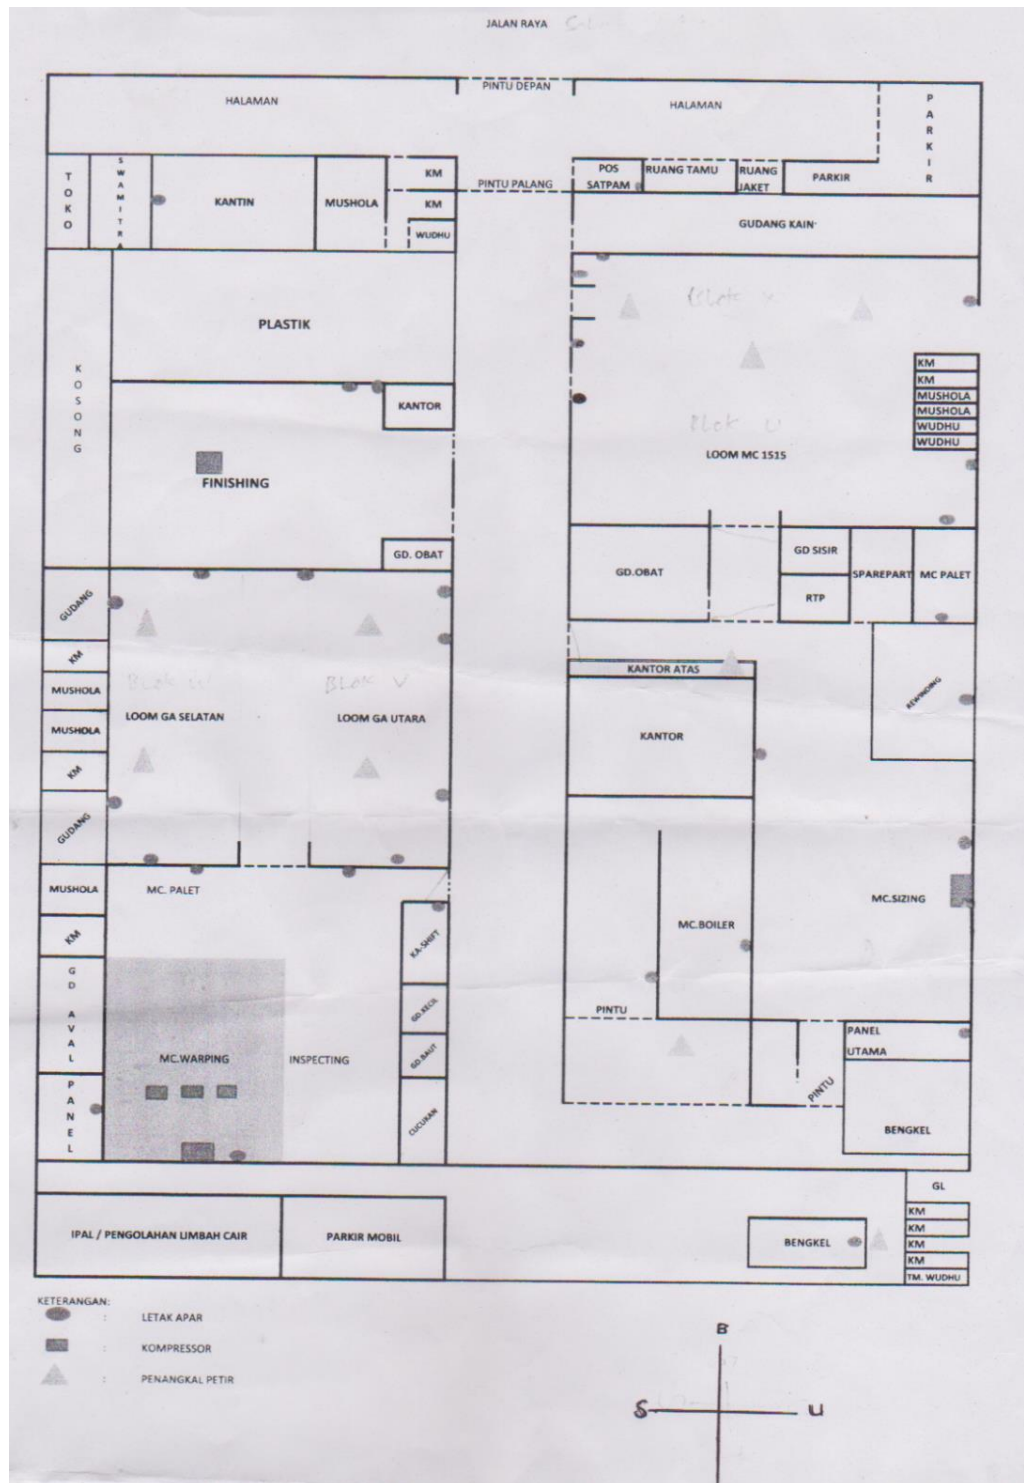 JALAN RAYA
PINTU DEPAN
HALAMAN
HALAMAN
PARKIR
TOKO
SWAMITRA
KANTIN
MUSHOLA
KM
KM
WUDHU
PINTU PALANG
POS
SATPAM
RUANG TAMU
RUANG
JAKET
PARKIR
GUDANG KAIN
KOSONG
PLASTIK
KANTOR
FINISHING
GD. OBAT
Blok X
Blok U
LOOM MC 1515
KM
KM
MUSHOLA
MUSHOLA
WUDHU
WUDHU
GD.OBAT
GD SISIR
RTP
SPAREPART
MC PALET
GUDANG
KM
MUSHOLA
MUSHOLA
KM
GUDANG
Blok W
BLok V
LOOM GA SELATAN
LOOM GA UTARA
KANTOR ATAS
KANTOR
REWINDING
MUSHOLA
KM
GD AVAL
PANEL
MC. PALET
MC.WARPING
INSPECTING
KA-SHIFT
GD.KECIL
GD.BAUT
CUCUKAN
MC.BOILER
MC.SIZING
PINTU
PINTU
PANEL
UTAMA
BENGKEL
IPAL / PENGOLAHAN LIMBAH CAIR
PARKIR MOBIL
BENGKEL
GL
KM
KM
KM
KM
TM. WUDHU
KETERANGAN:
: LETAK APAR
: KOMPRESSOR
: PENANGKAL PETIR
B
S
U